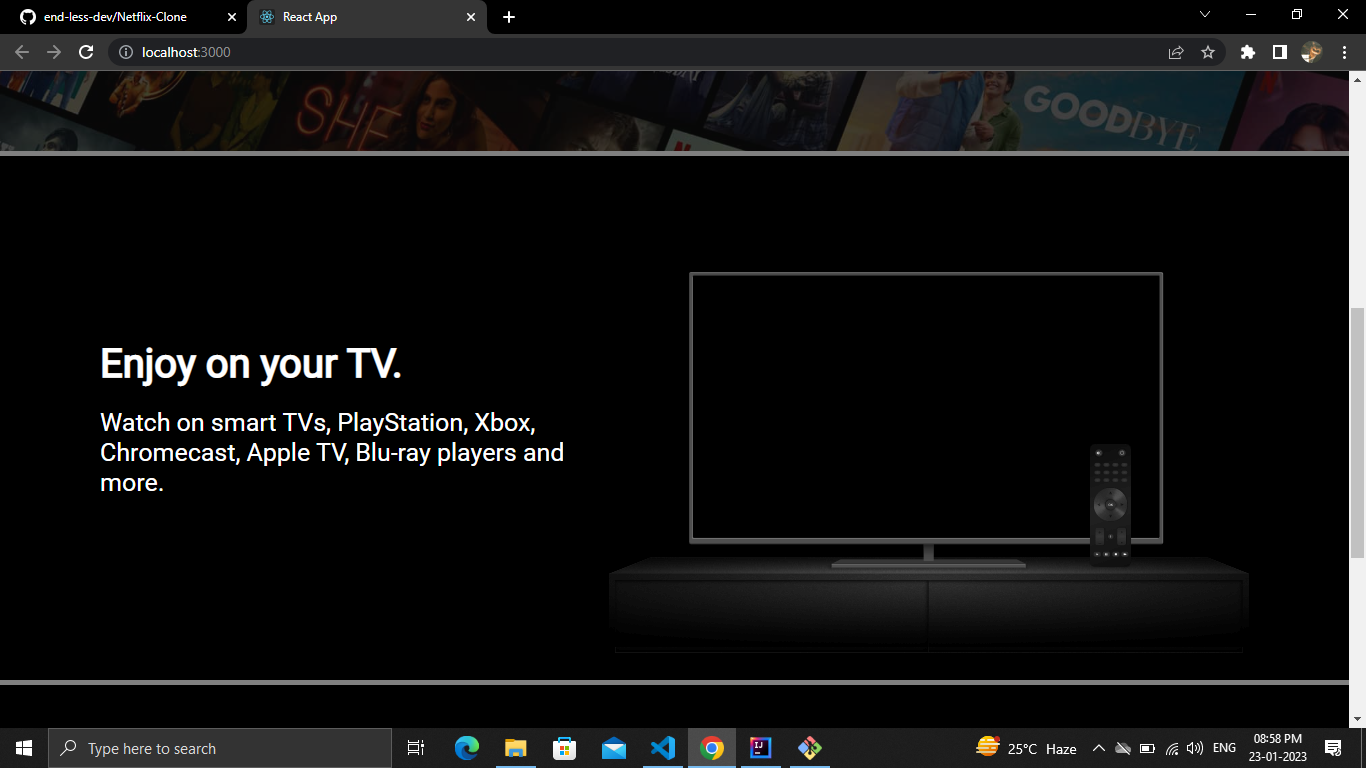 end-less-dev/Netflix-Clone
React App
localhost:3000
SHE
GOODBYE
Enjoy on your TV.
Watch on smart TVs, PlayStation, Xbox,
Chromecast, Apple TV, Blu-ray players and
more.
Type here to search
25°C Haze
ENG
08:58 PM
23-01-2023